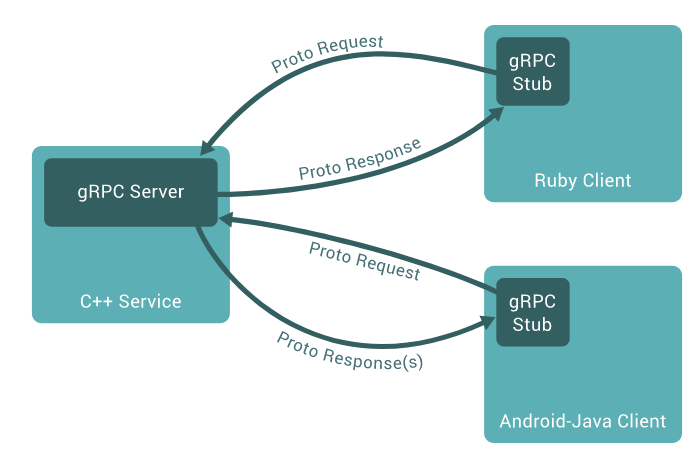 Proto Request
gRPC
Stub
Proto Response
Ruby Client
gRPC Server
C++ Service
Proto Request
gRPC
Stub
Proto Response(s)
Android-Java Client